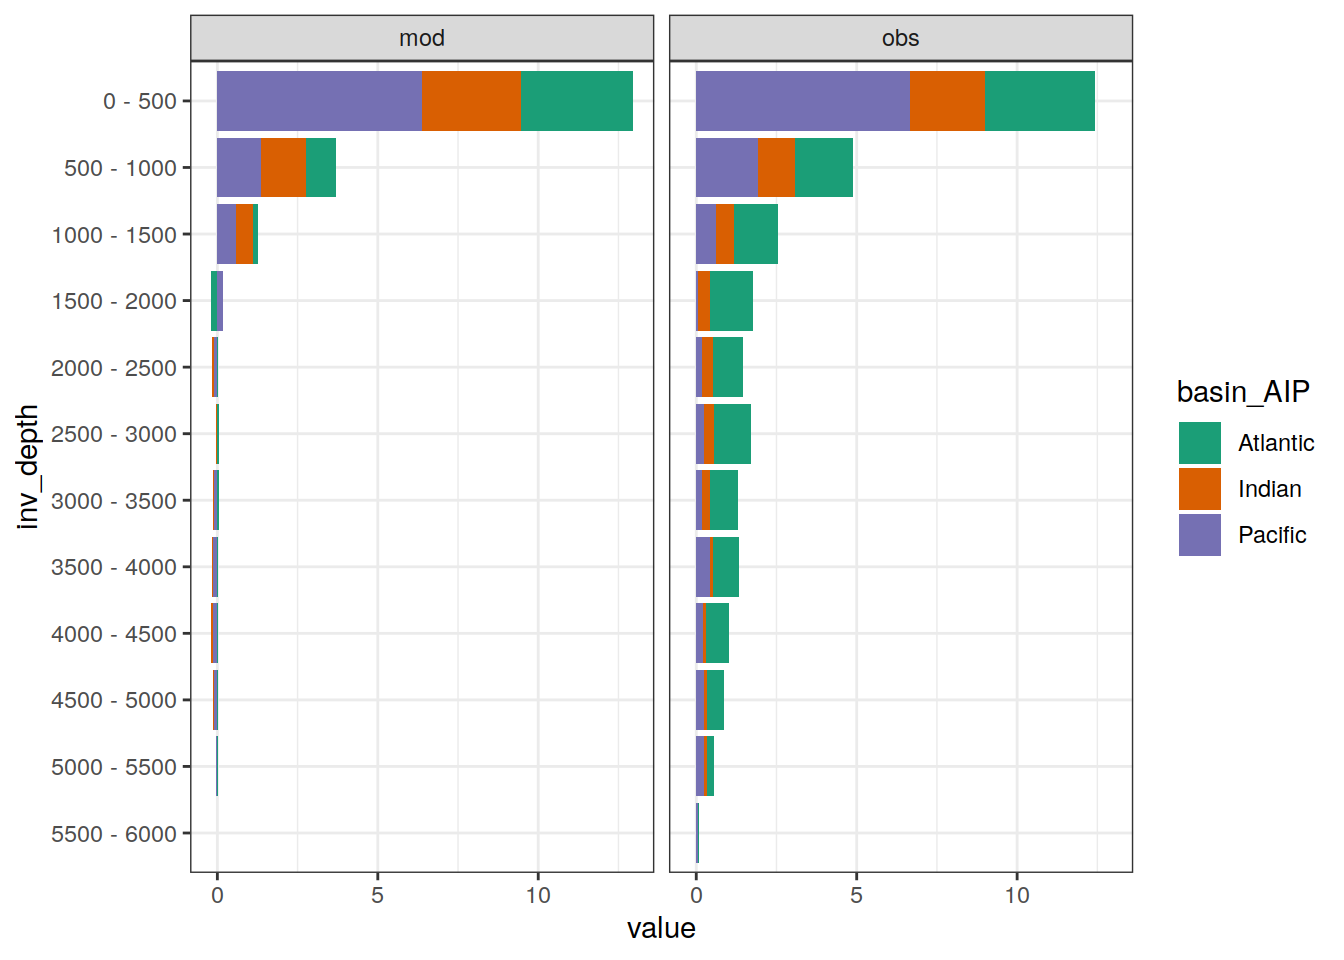 mod
obs
inv_depth
0 - 500
500 - 1000
1000 - 1500
1500 - 2000
2000 - 2500
2500 - 3000
3000 - 3500
3500 - 4000
4000 - 4500
4500 - 5000
5000 - 5500
5500 - 6000
0 5 10
0 5 10
value
basin_AIP
Atlantic
Indian
Pacific